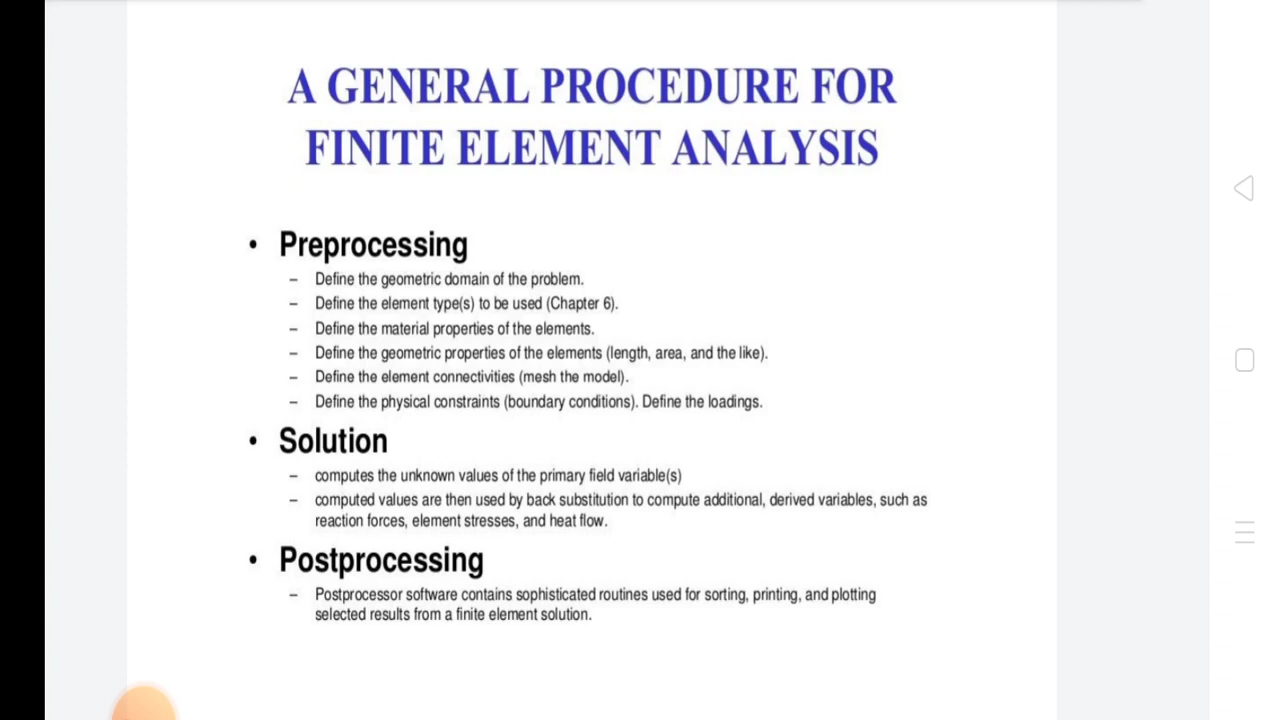 A GENERAL PROCEDURE FOR
FINITE ELEMENT ANALYSIS
• Preprocessing
– Define the geometric domain of the problem.
– Define the element type(s) to be used (Chapter 6).
– Define the material properties of the elements.
– Define the geometric properties of the elements (length, area, and the like).
– Define the element connectivities (mesh the model).
– Define the physical constraints (boundary conditions). Define the loadings.
• Solution
– computes the unknown values of the primary field variable(s)
– computed values are then used by back substitution to compute additional, derived variables, such as
reaction forces, element stresses, and heat flow.
• Postprocessing
– Postprocessor software contains sophisticated routines used for sorting, printing, and plotting
selected results from a finite element solution.